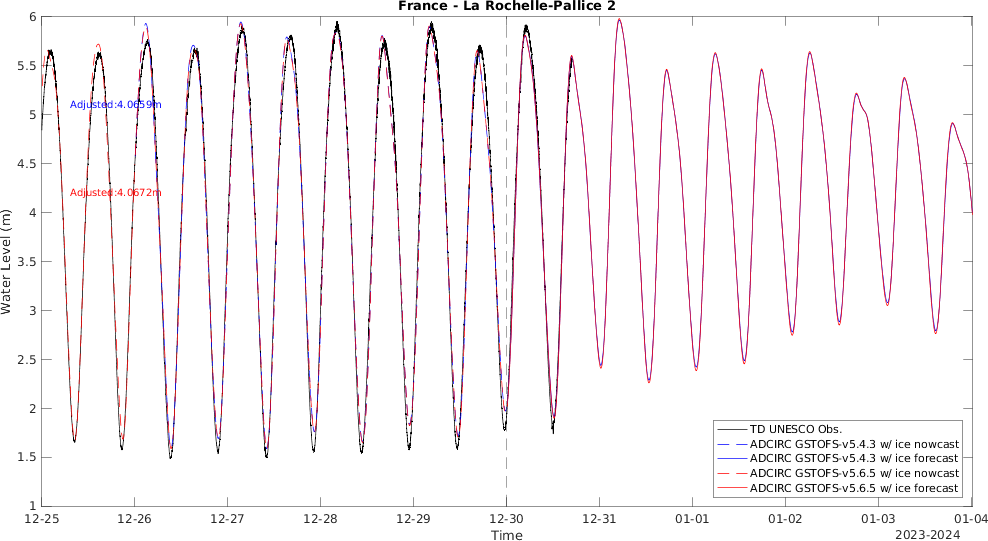 France - La Rochelle-Pallice 2
6
5.5
5
4.5
4
3.5
3
2.5
2
1.5
1
Water Level (m)
Adjusted:4.0659m
Adjusted:4.0672m
TD UNESCO Obs.
ADCIRC GSTOFS-v5.4.3 w/ ice nowcast
ADCIRC GSTOFS-v5.4.3 w/ ice forecast
ADCIRC GSTOFS-v5.6.5 w/ ice nowcast
ADCIRC GSTOFS-v5.6.5 w/ ice forecast
12-25 12-26 12-27 12-28 12-29 12-30 12-31 01-01 01-02 01-03 01-04
Time
2023-2024